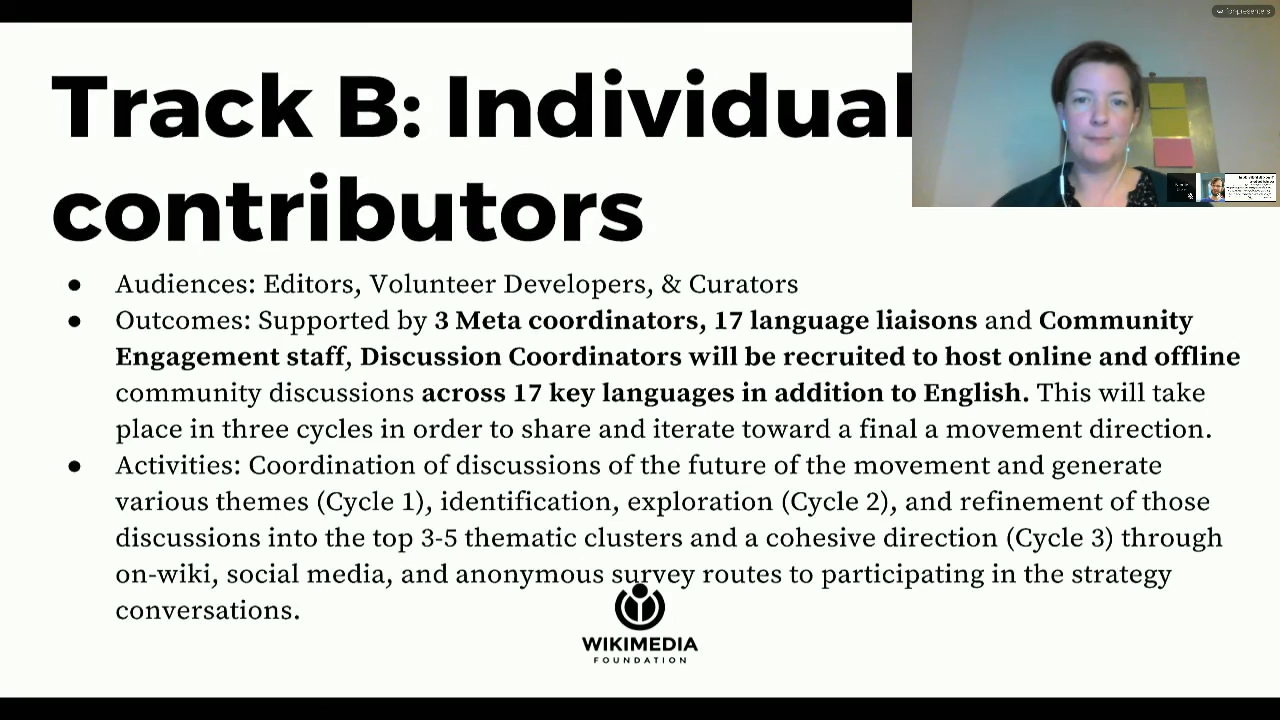 for-presenters
Track B: Individual
contributors
● Audiences: Editors, Volunteer Developers, & Curators
● Outcomes: Supported by 3 Meta coordinators, 17 language liaisons and Community
Engagement staff, Discussion Coordinators will be recruited to host online and offline
community discussions across 17 key languages in addition to English. This will take
place in three cycles in order to share and iterate toward a final a movement direction.
● Activities: Coordination of discussions of the future of the movement and generate
various themes (Cycle 1), identification, exploration (Cycle 2), and refinement of those
discussions into the top 3-5 thematic clusters and a cohesive direction (Cycle 3) through
on-wiki, social media, and anonymous survey routes to participating in the strategy
conversations.
WIKIMEDIA
FOUNDATION